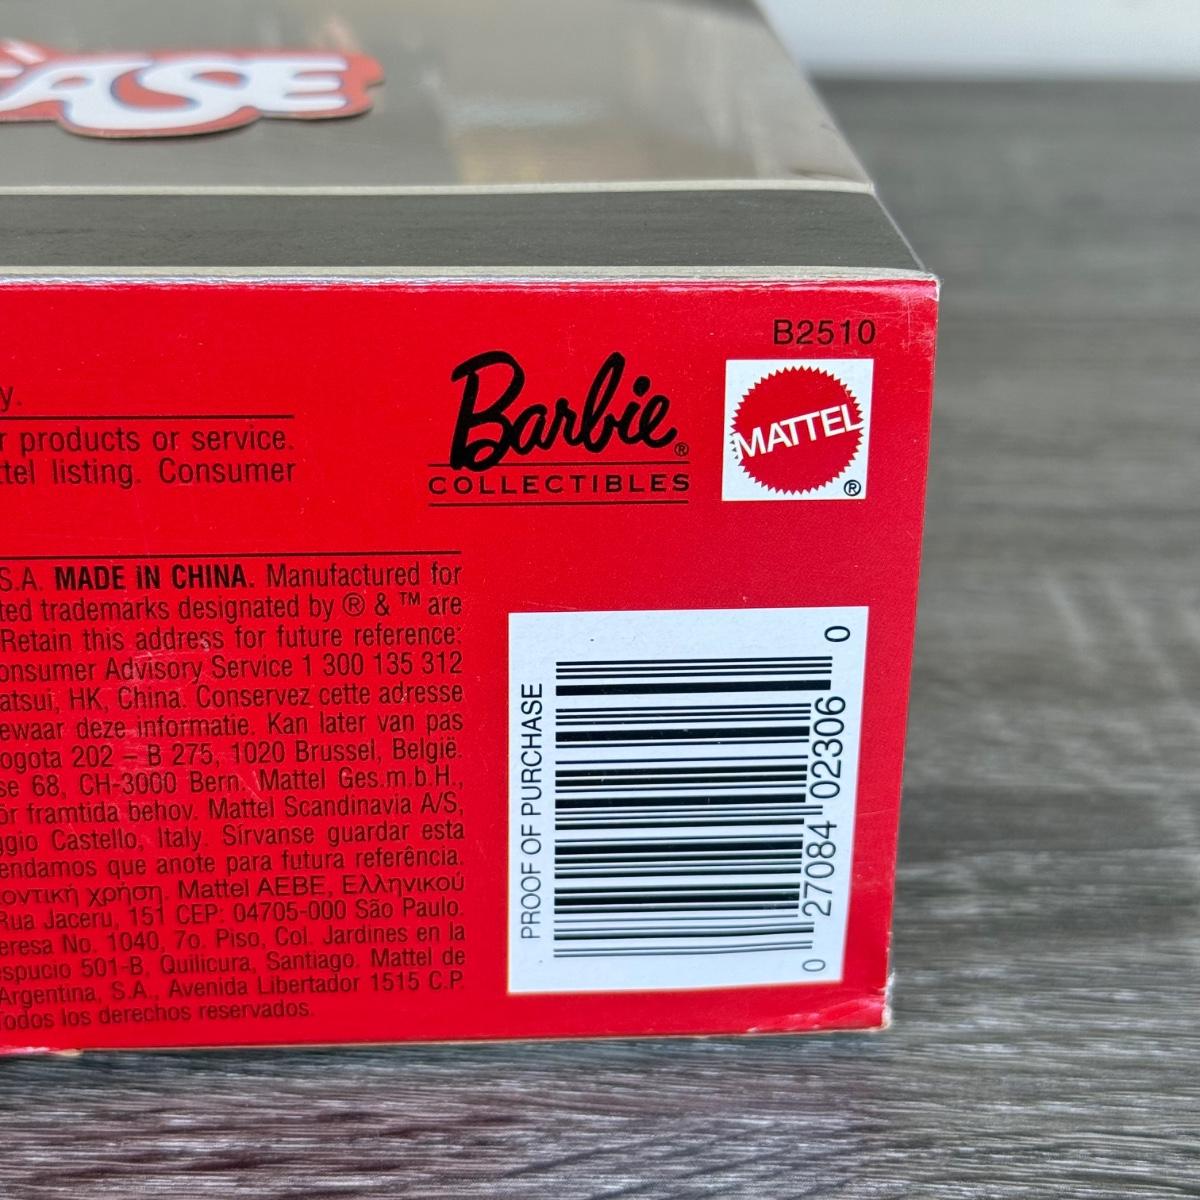 EASE
B2510
Barbie®
COLLECTIBLES
MATTEL
®
y.
r products or service.
ttel listing. Consumer
S.A. MADE IN CHINA. Manufactured for
ted trademarks designated by ® & ™ are
Retain this address for future reference:
onsumer Advisory Service 1 300 135 312
atsui, HK, China. Conservez cette adresse
ewaar deze informatie. Kan later van pas
ogota 202 – B 275, 1020 Brussel, België.
se 68, CH-3000 Bern. Mattel Ges.m.b.H.,
ör framtida behov. Mattel Scandinavia A/S,
ggio Castello, Italy. Sírvanse guardar esta
endamos que anote para futura referência.
οντική χρήση. Mattel AEBE, Ελληνικού
Rua Jaceru, 151 CEP: 04705-000 São Paulo.
eresa No. 1040, 7o. Piso, Col. Jardines en la
espucio 501-B, Quilicura, Santiago. Mattel de
Argentina, S.A., Avenida Libertador 1515 C.P.
Todos los derechos reservados.
PROOF OF PURCHASE
0 27084 02306 0